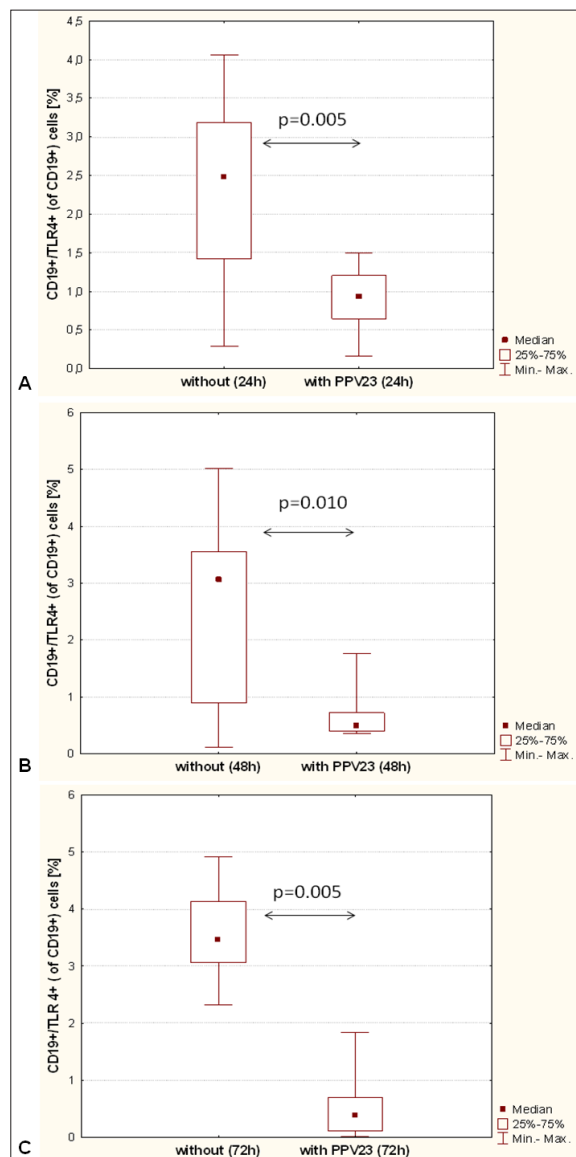 4,5
4,0
3,5
3,0
2,5
2,0
1,5
1,0
0,5
0,0
CD19+/TLR4+ (of CD19+) cells [%]
p=0.005
without (24h)
with PPV23 (24h)
Median
25%-75%
Min.- Max.
A
6
5
4
3
2
1
0
CD19+/TLR4+ (of CD19+) cells [%]
p=0.010
without (48h)
with PPV23 (48h)
Median
25%-75%
Min.- Max.
B
6
5
4
3
2
1
0
CD19+/TLR 4+ ( of CD19+) cells [%]
p=0.005
without (72h)
with PPV23 (72h)
Median
25%-75%
Min.- Max.
C